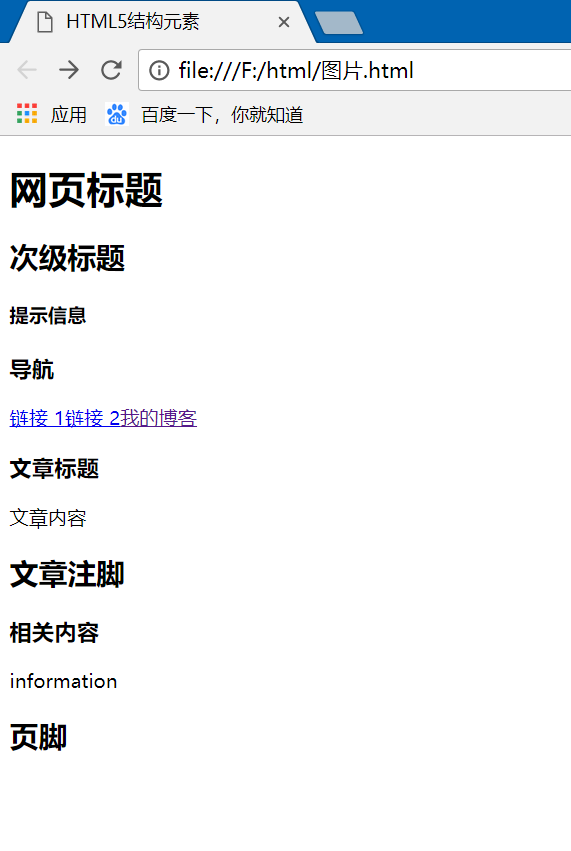 HTML5结构元素
file:///F:/html/图片.html
应用 百度一下，你就知道
网页标题
次级标题
提示信息
导航
链接 1链接 2我的博客
文章标题
文章内容
文章注脚
相关内容
information
页脚